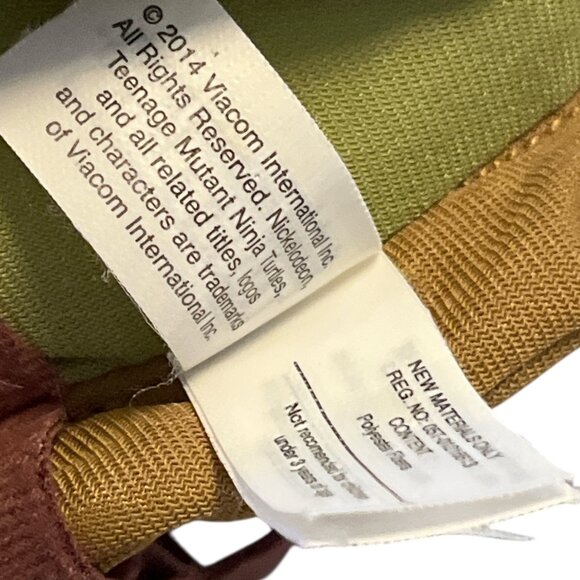 © 2014 Viacom International Inc.
All Rights Reserved. Nickelodeon,
Teenage Mutant Ninja Turtles,
and all related titles, logos
and characters are trademarks
of Viacom International Inc.
NEW MATERIALS ONLY
REG. NO:
CONTENT:
Polyester Fibers
Not recommended for children
under 3 years of age